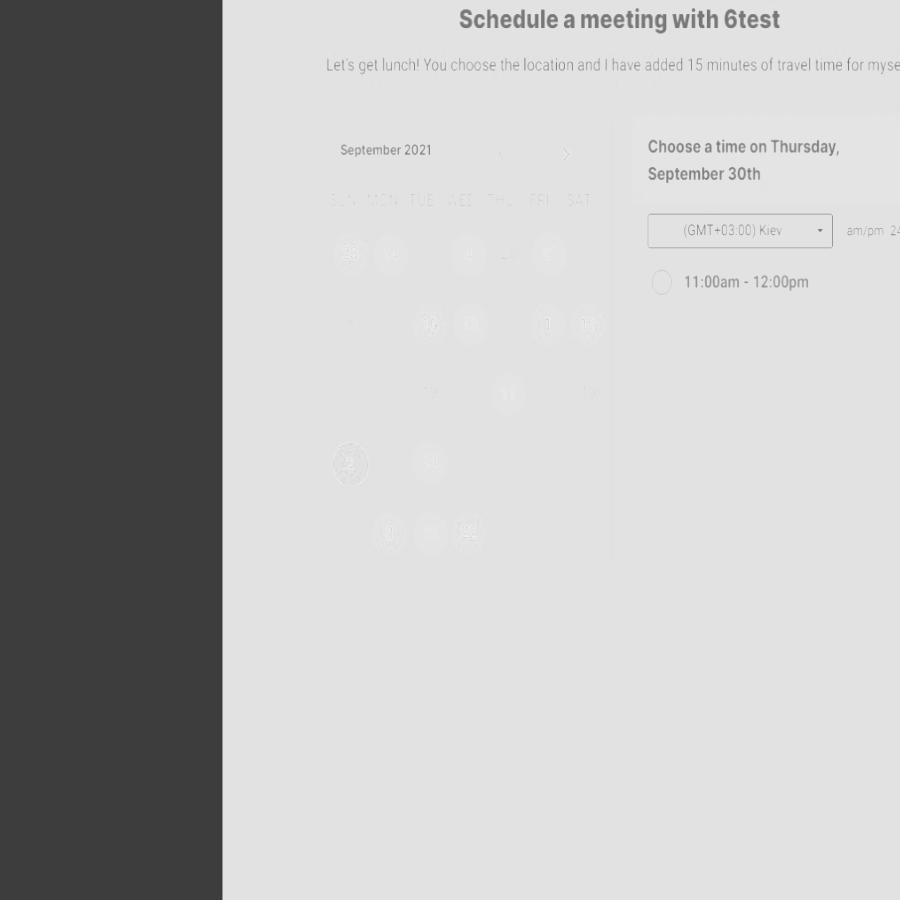 Schedule a meeting with 6test
Let's get lunch! You choose the location and I have added 15 minutes of travel time for myse
September 2021
SUN MON TUE WED THU FRI SAT
Choose a time on Thursday,
September 30th
(GMT+03:00) Kiev
am/pm 24
11:00am - 12:00pm